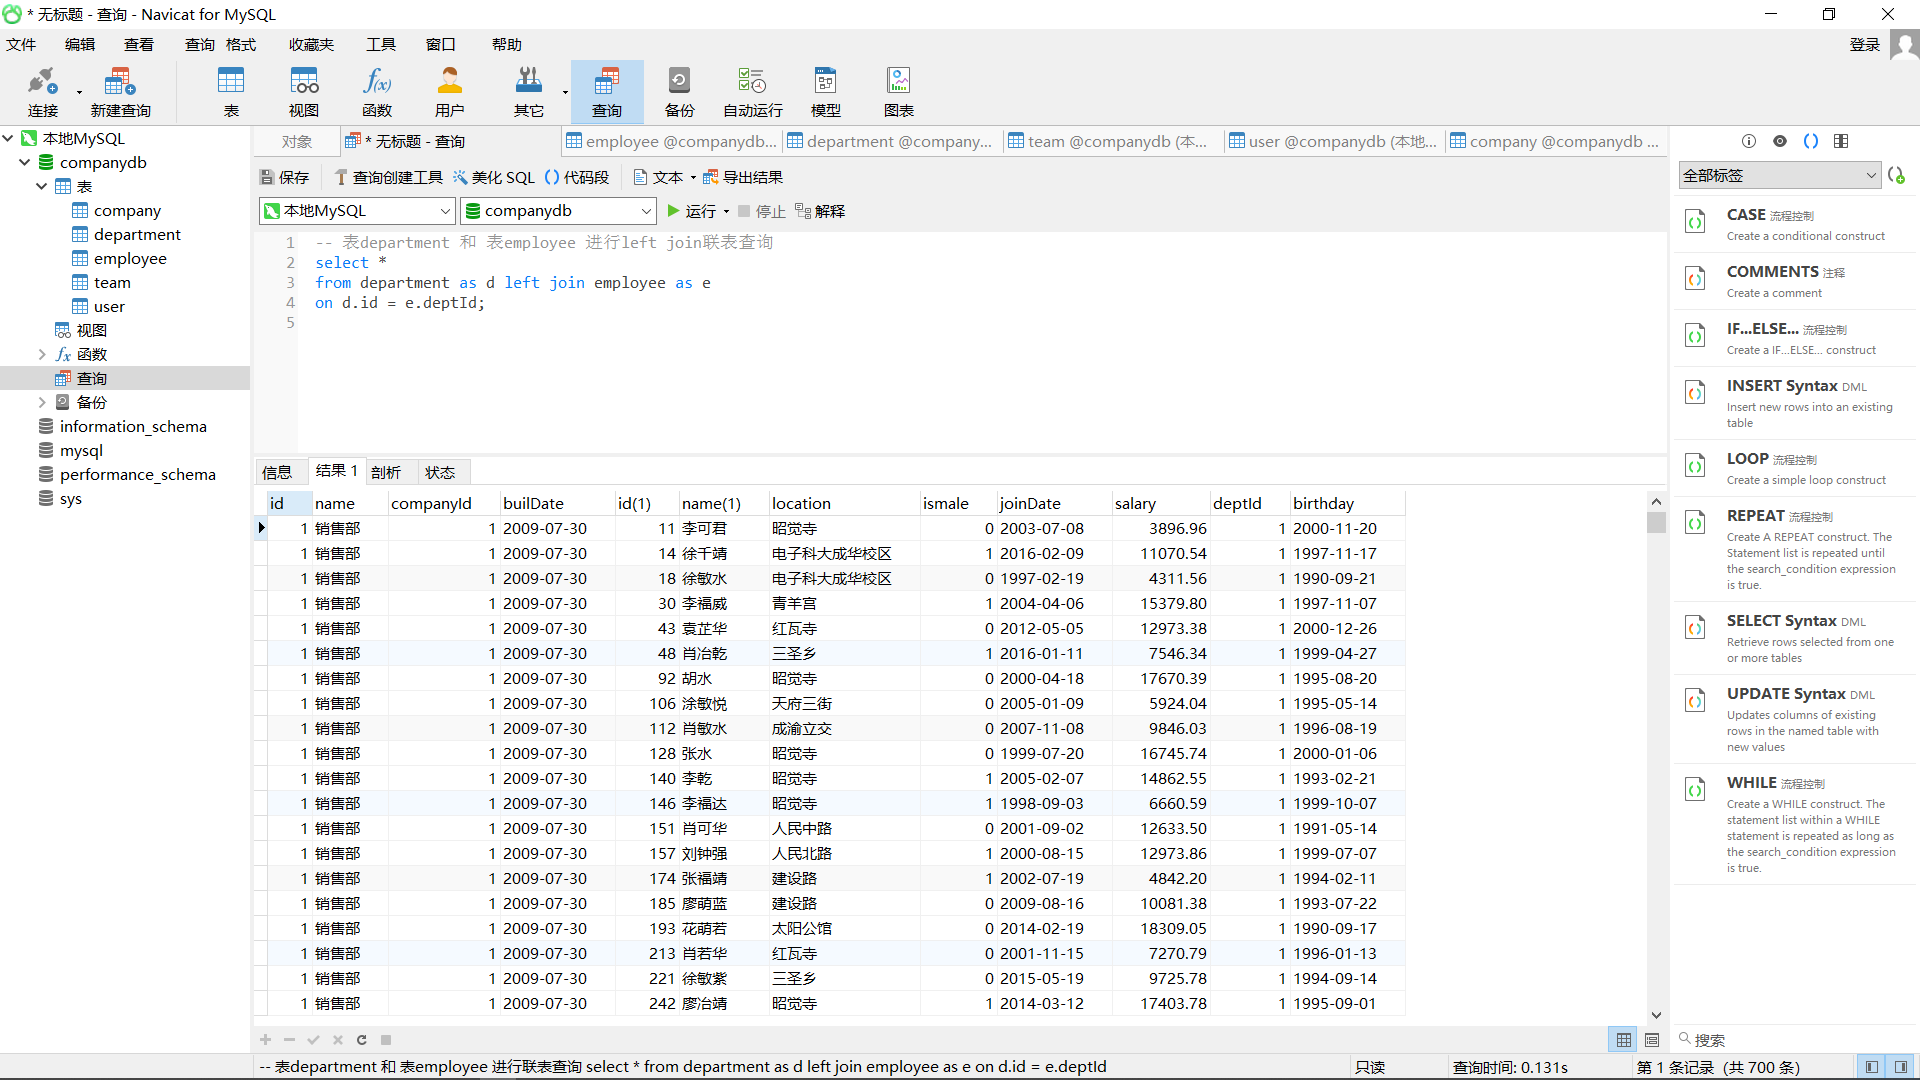 * 无标题 - 查询 - Navicat for MySQL
文件 编辑 查看 查询 格式 收藏夹 工具 窗口 帮助 登录
连接 新建查询 表 视图 函数 用户 其它 查询 备份 自动运行 模型 图表
本地MySQL
companydb
表
company
department
employee
team
user
视图
函数
查询
备份
information_schema
mysql
performance_schema
sys
对象 * 无标题 - 查询 employee @companydb... department @company... team @companydb (本... user @companydb (本地... company @companydb ...
保存 查询创建工具 美化 SQL 代码段 文本 导出结果
本地MySQL companydb 运行 停止 解释
1 -- 表department 和 表employee 进行left join联表查询
2 select *
3 from department as d left join employee as e
4 on d.id = e.deptId;
5
信息 结果 1 剖析 状态
id name companyId builDate id(1) name(1) location ismale joinDate salary deptId birthday
1 销售部 1 2009-07-30 11 李可君 昭觉寺 0 2003-07-08 3896.96 1 2000-11-20
1 销售部 1 2009-07-30 14 徐千靖 电子科大成华校区 1 2016-02-09 11070.54 1 1997-11-17
1 销售部 1 2009-07-30 18 徐敏水 电子科大成华校区 0 1997-02-19 4311.56 1 1990-09-21
1 销售部 1 2009-07-30 30 李福威 青羊宫 1 2004-04-06 15379.80 1 1997-11-07
1 销售部 1 2009-07-30 43 袁芷华 红瓦寺 0 2012-05-05 12973.38 1 2000-12-26
1 销售部 1 2009-07-30 48 肖冶乾 三圣乡 1 2016-01-11 7546.34 1 1999-04-27
1 销售部 1 2009-07-30 92 胡水 昭觉寺 0 2000-04-18 17670.39 1 1995-08-20
1 销售部 1 2009-07-30 106 涂敏悦 天府三街 0 2005-01-09 5924.04 1 1995-05-14
1 销售部 1 2009-07-30 112 肖敏水 成渝立交 0 2007-11-08 9846.03 1 1996-08-19
1 销售部 1 2009-07-30 128 张水 昭觉寺 0 1999-07-20 16745.74 1 2000-01-06
1 销售部 1 2009-07-30 140 李乾 昭觉寺 1 2005-02-07 14862.55 1 1993-02-21
1 销售部 1 2009-07-30 146 李福达 昭觉寺 1 1998-09-03 6660.59 1 1999-10-07
1 销售部 1 2009-07-30 151 肖可华 人民中路 0 2001-09-02 12633.50 1 1991-05-14
1 销售部 1 2009-07-30 157 刘钟强 人民北路 1 2000-08-15 12973.86 1 1999-07-07
1 销售部 1 2009-07-30 174 张福靖 建设路 1 2002-07-19 4842.20 1 1994-02-11
1 销售部 1 2009-07-30 185 廖萌蓝 建设路 0 2009-08-16 10081.38 1 1993-07-22
1 销售部 1 2009-07-30 193 花萌若 太阳公馆 0 2014-02-19 18309.05 1 1990-09-17
1 销售部 1 2009-07-30 213 肖若华 红瓦寺 0 2001-11-15 7270.79 1 1996-01-13
1 销售部 1 2009-07-30 221 徐敏紫 三圣乡 0 2015-05-19 9725.78 1 1994-09-14
1 销售部 1 2009-07-30 242 廖冶靖 昭觉寺 1 2014-03-12 17403.78 1 1995-09-01
全部标签
CASE 流程控制
Create a conditional construct
COMMENTS 注释
Create a comment
IF...ELSE... 流程控制
Create a IF...ELSE... construct
INSERT Syntax DML
Insert new rows into an existing
table
LOOP 流程控制
Create a simple loop construct
REPEAT 流程控制
Create A REPEAT construct. The
Statement list is repeated until
the search_condition expression
is true.
SELECT Syntax DML
Retrieve rows selected from one
or more tables
UPDATE Syntax DML
Updates columns of existing
rows in the named table with
new values
WHILE 流程控制
Create a WHILE construct. The
statement list within a WHILE
statement is repeated as long as
the search_condition expression
is true.
搜索
-- 表department 和 表employee 进行联表查询 select * from department as d left join employee as e on d.id = e.deptId 只读 查询时间: 0.131s 第 1 条记录 (共 700 条)